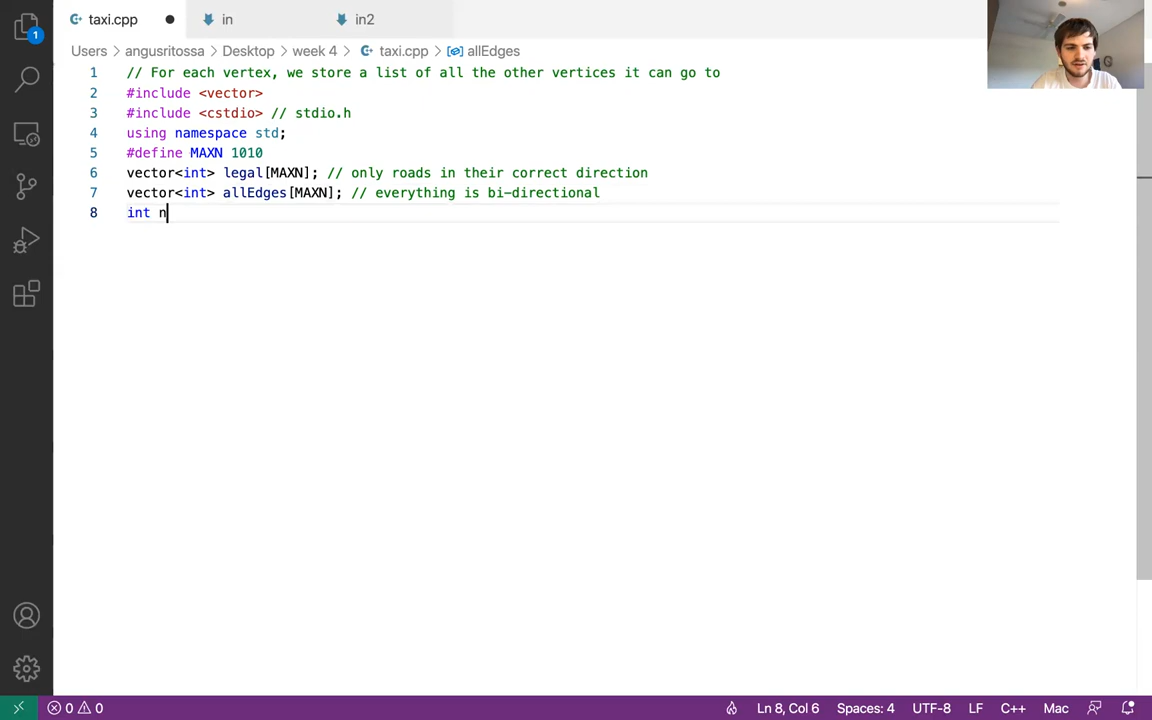 taxi.cpp in in2
1
Users > angusritossa > Desktop > week 4 > taxi.cpp > allEdges
1 // For each vertex, we store a list of all the other vertices it can go to
2 #include <vector>
3 #include <cstdio> // stdio.h
4 using namespace std;
5 #define MAXN 1010
6 vector<int> legal[MAXN]; // only roads in their correct direction
7 vector<int> allEdges[MAXN]; // everything is bi-directional
8 int n
0 0 Ln 8, Col 6 Spaces: 4 UTF-8 LF C++ Mac